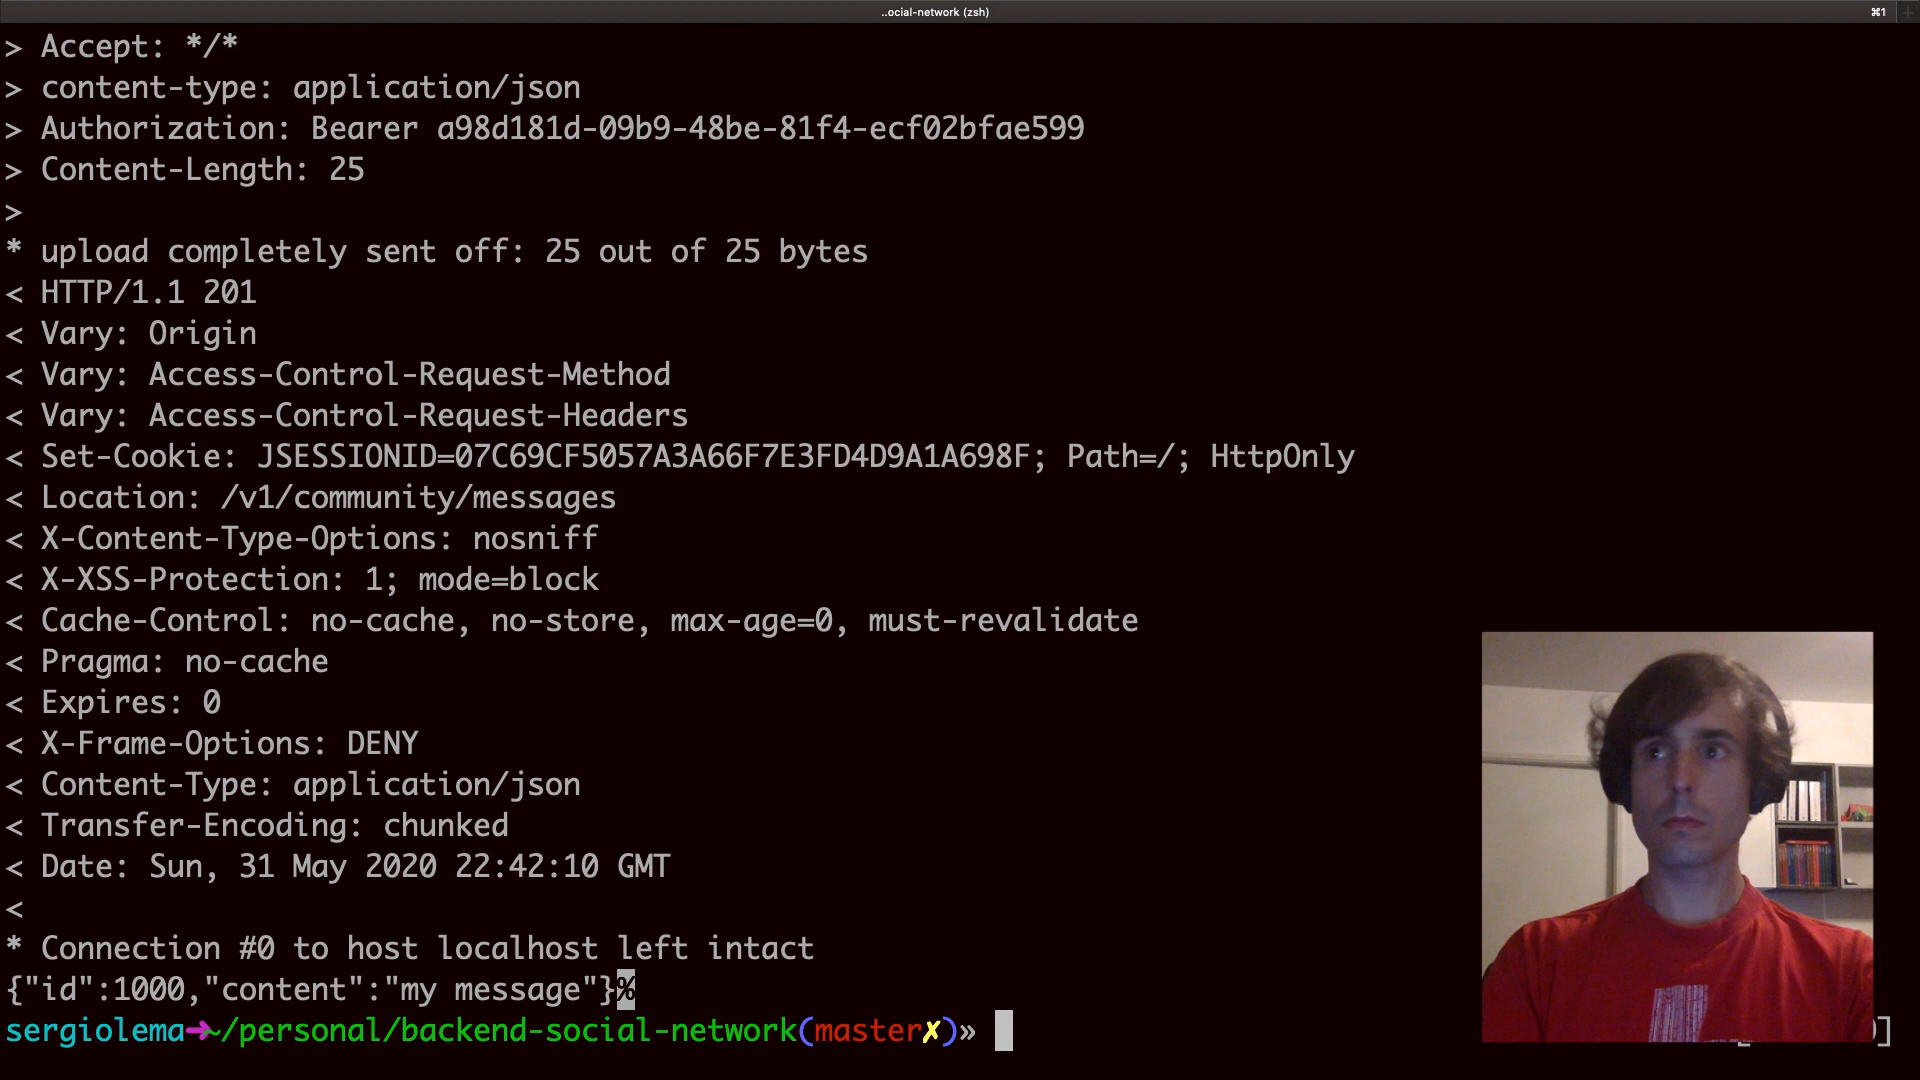 ..ocial-network (zsh)
⌘1
> Accept: */*
> content-type: application/json
> Authorization: Bearer a98d181d-09b9-48be-81f4-ecf02bfae599
> Content-Length: 25
>
* upload completely sent off: 25 out of 25 bytes
< HTTP/1.1 201
< Vary: Origin
< Vary: Access-Control-Request-Method
< Vary: Access-Control-Request-Headers
< Set-Cookie: JSESSIONID=07C69CF5057A3A66F7E3FD4D9A1A698F; Path=/; HttpOnly
< Location: /v1/community/messages
< X-Content-Type-Options: nosniff
< X-XSS-Protection: 1; mode=block
< Cache-Control: no-cache, no-store, max-age=0, must-revalidate
< Pragma: no-cache
< Expires: 0
< X-Frame-Options: DENY
< Content-Type: application/json
< Transfer-Encoding: chunked
< Date: Sun, 31 May 2020 22:42:10 GMT
<
* Connection #0 to host localhost left intact
{"id":1000,"content":"my message"}%
sergiolema➜~/personal/backend-social-network(master✗)» ]